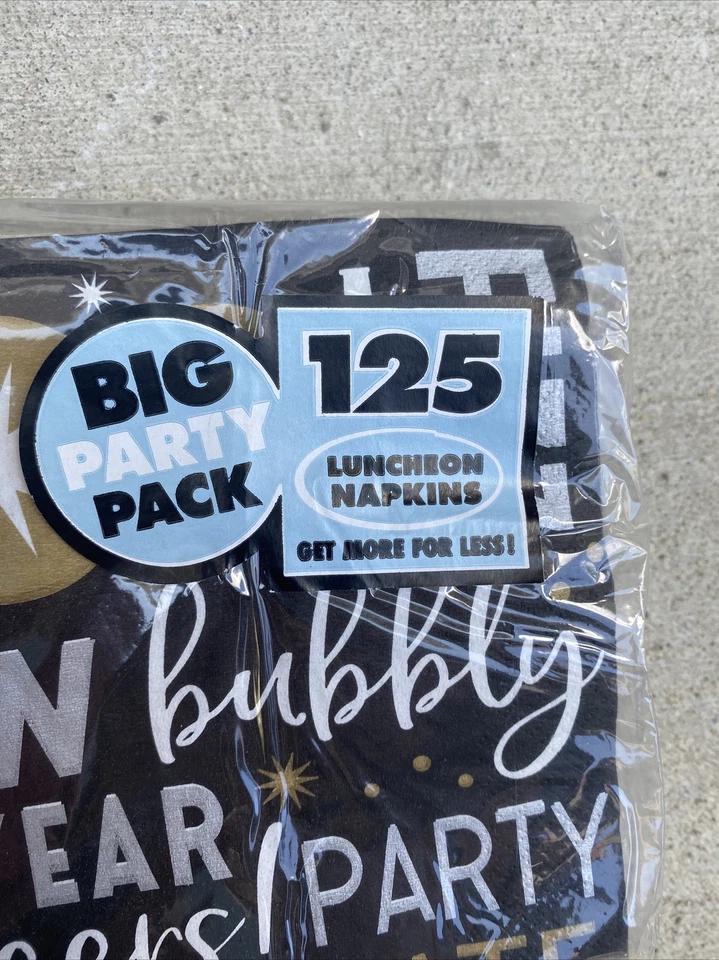 BIG
PARTY
PACK
125
LUNCHEON
NAPKINS
GET MORE FOR LESS!
bubbly
YEAR
PARTY